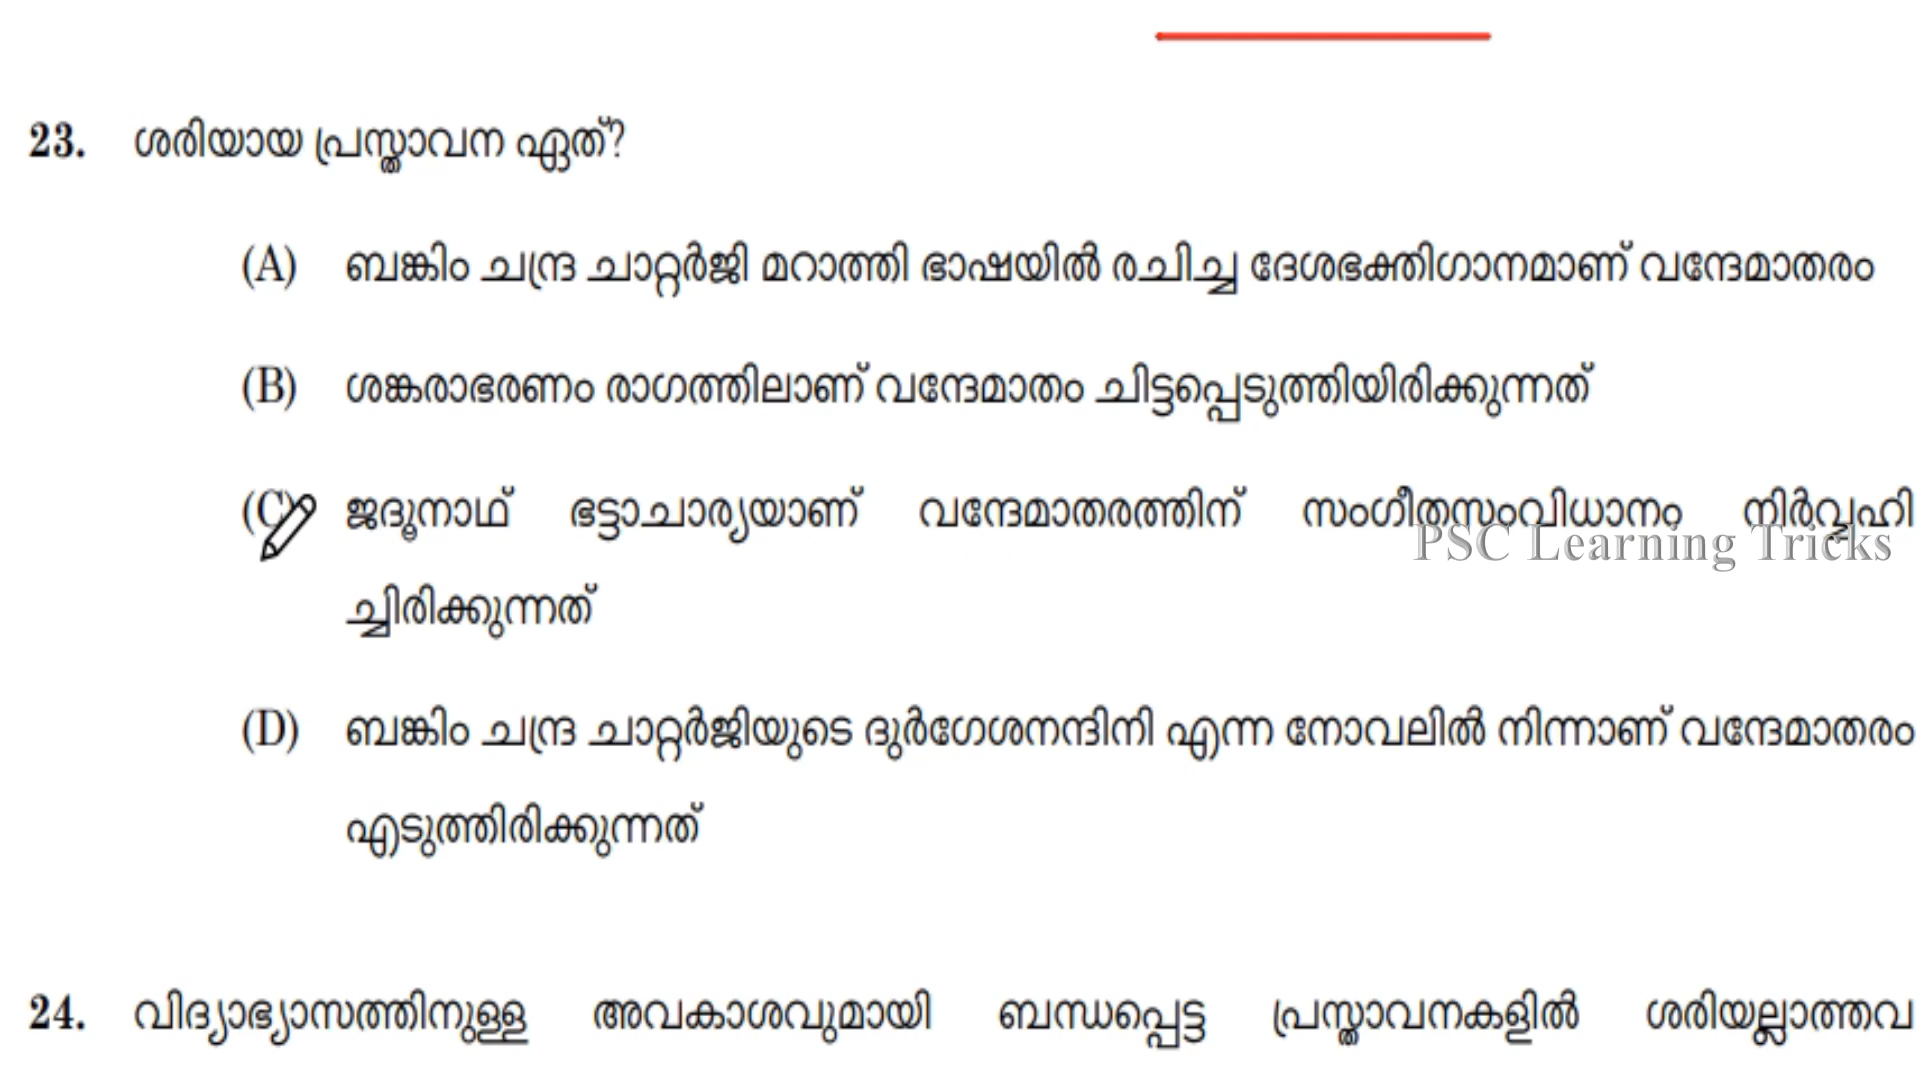 23. ശരിയായ പ്രസ്താവന ഏത്?
(A) ബങ്കിം ചന്ദ്ര ചാറ്റർജി മറാത്തി ഭാഷയിൽ രചിച്ച ദേശഭക്തിഗാനമാണ് വന്ദേമാതരം
(B) ശങ്കരാഭരണം രാഗത്തിലാണ് വന്ദേമാതം ചിട്ടപ്പെടുത്തിയിരിക്കുന്നത്
(C) ജദൂനാഥ് ഭട്ടാചാര്യയാണ് വന്ദേമാതരത്തിന് സംഗീതസംവിധാനം നിർവ്വഹി
PSC Learning Tricks
ച്ചിരിക്കുന്നത്
(D) ബങ്കിം ചന്ദ്ര ചാറ്റർജിയുടെ ദുർഗേശനന്ദിനി എന്ന നോവലിൽ നിന്നാണ് വന്ദേമാതരം
എടുത്തിരിക്കുന്നത്
24. വിദ്യാഭ്യാസത്തിനുള്ള അവകാശവുമായി ബന്ധപ്പെട്ട പ്രസ്താവനകളിൽ ശരിയല്ലാത്തവ